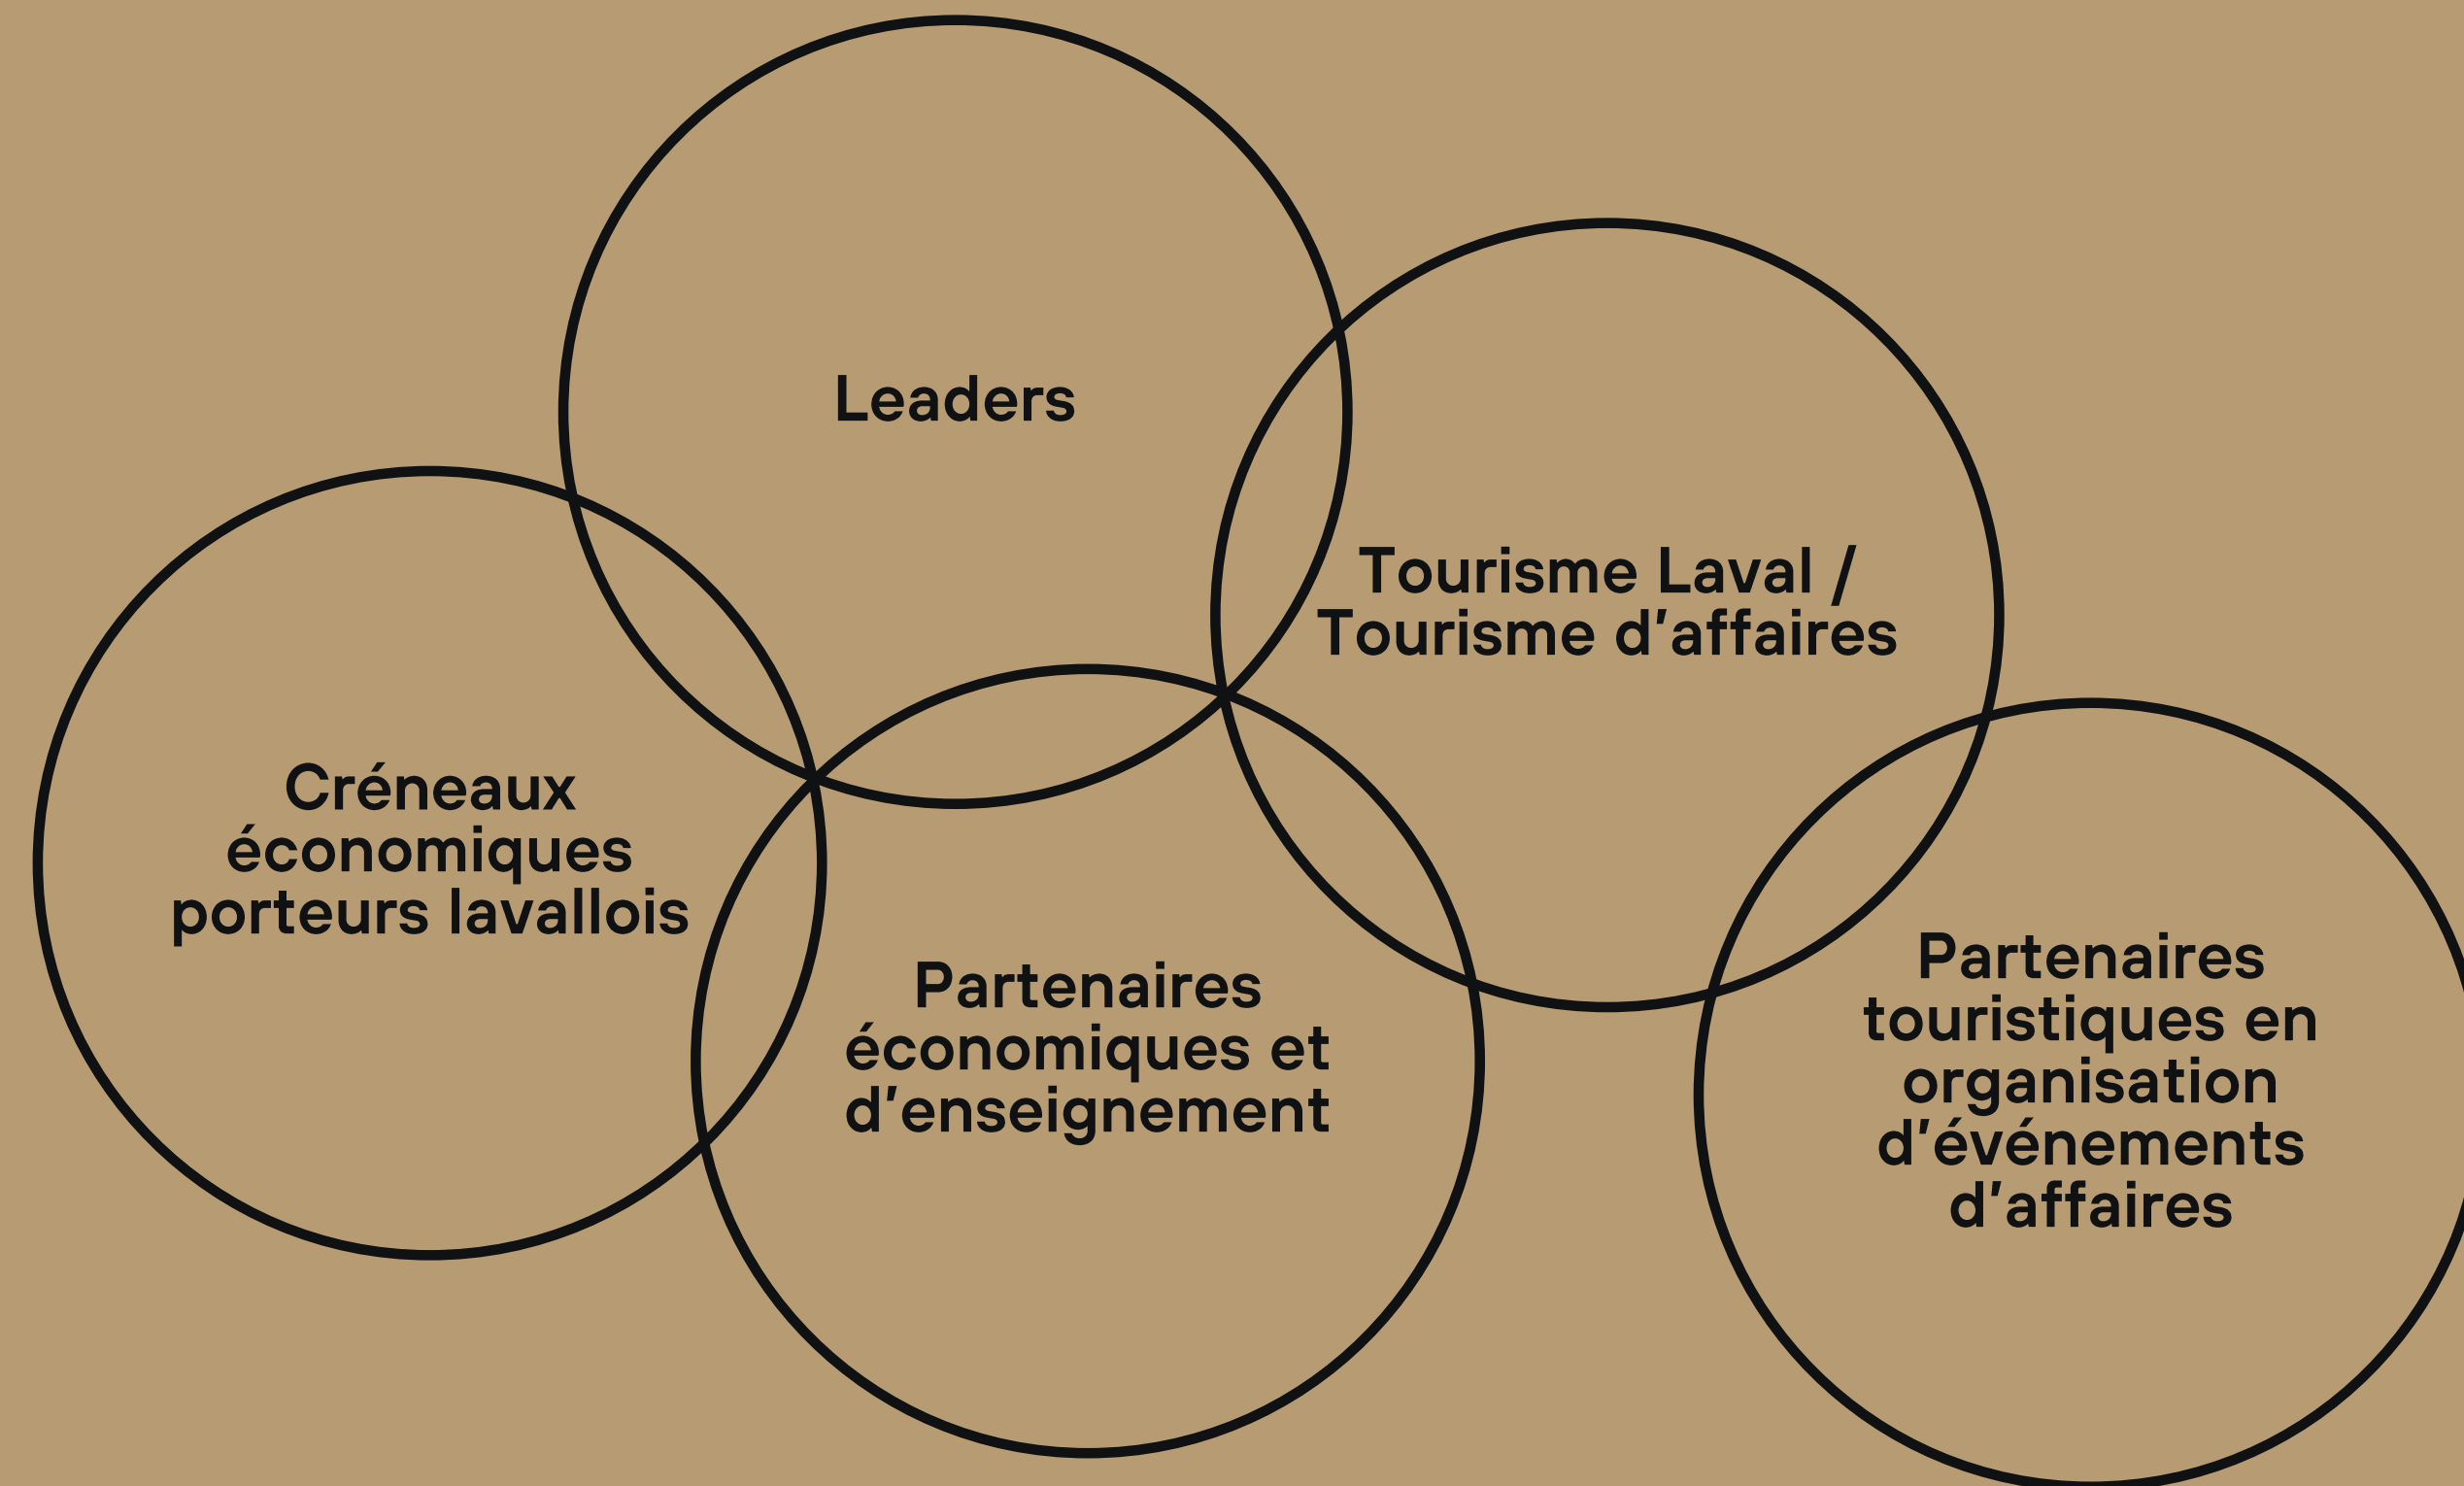 Leaders
Tourisme Laval /
Tourisme d’affaires
Créneaux
économiques
porteurs lavallois
Partenaires
économiques et
d’enseignement
Partenaires
touristiques en
organisation
d’événements
d’affaires